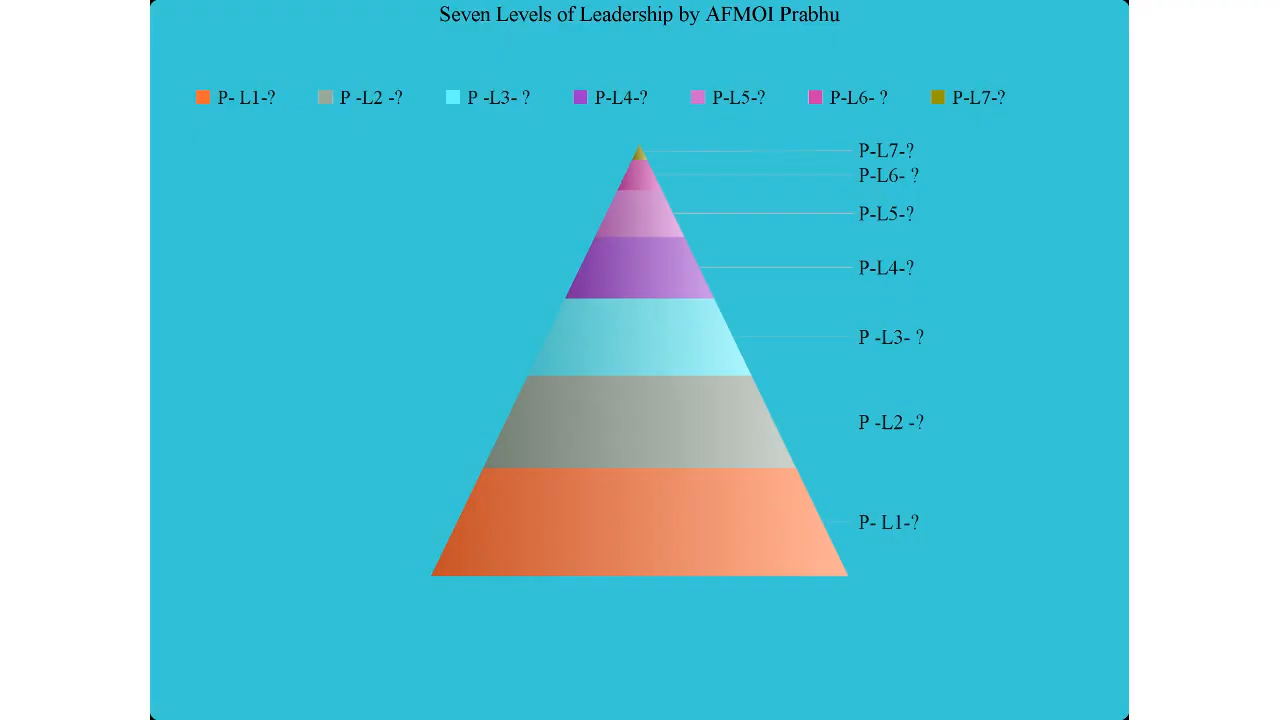 Seven Levels of Leadership by AFMOI Prabhu
P- L1-? P -L2 -? P -L3- ? P-L4-? P-L5-? P-L6- ? P-L7-?
P-L7-?
P-L6- ?
P-L5-?
P-L4-?
P -L3- ?
P -L2 -?
P- L1-?